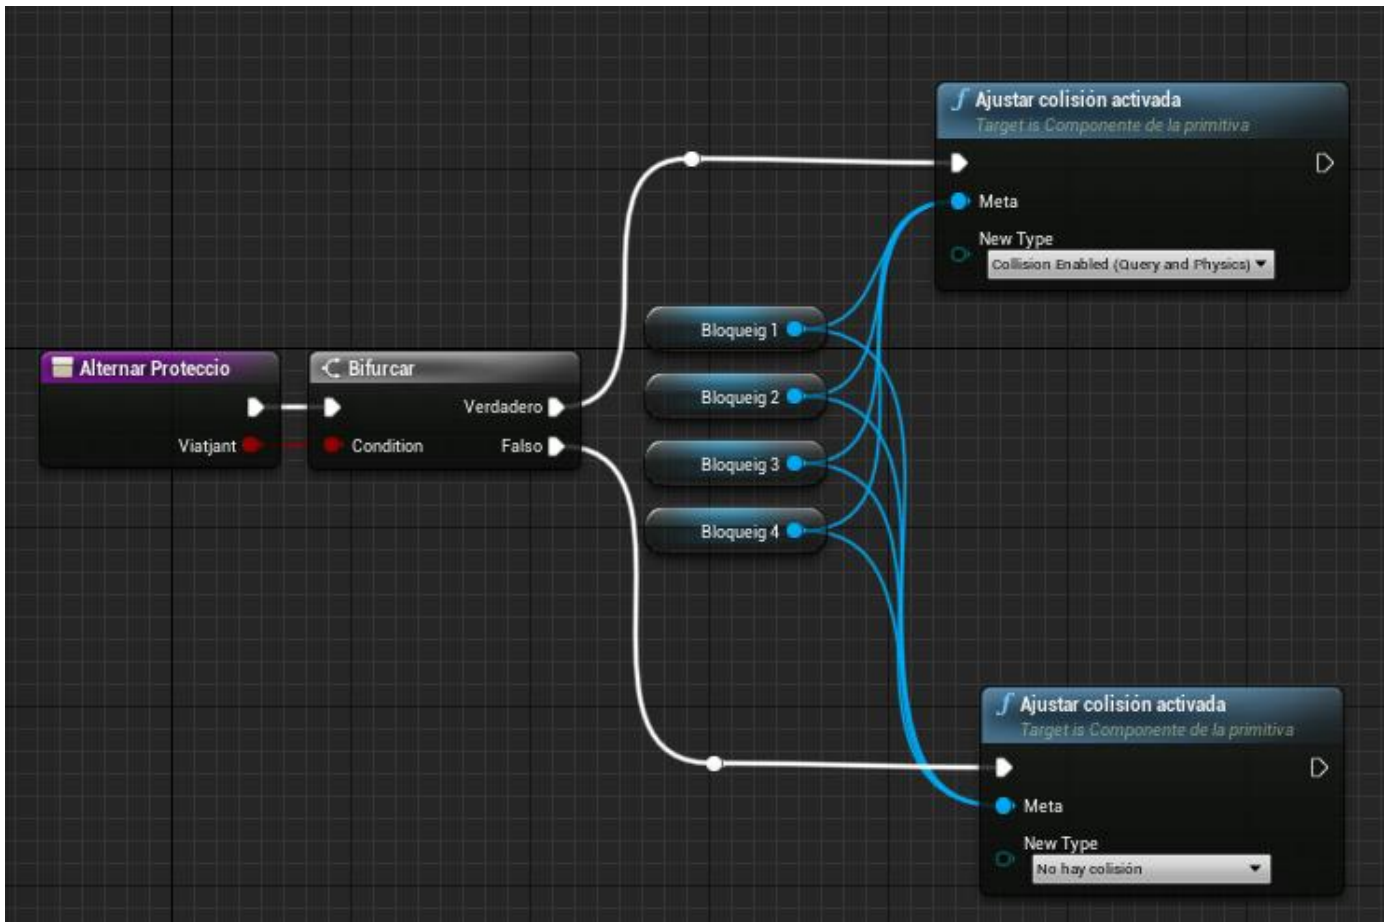 Ajustar colisión activada
Target is Componente de la primitiva
Meta
New Type
Collision Enabled (Query and Physics)
Bloqueig 1
Alternar Proteccio
Bifurcar
Bloqueig 2
Verdadero
Viatjant
Condition
Falso
Bloqueig 3
Bloqueig 4
Ajustar colisión activada
Target is Componente de la primitiva
Meta
New Type
No hay colisión